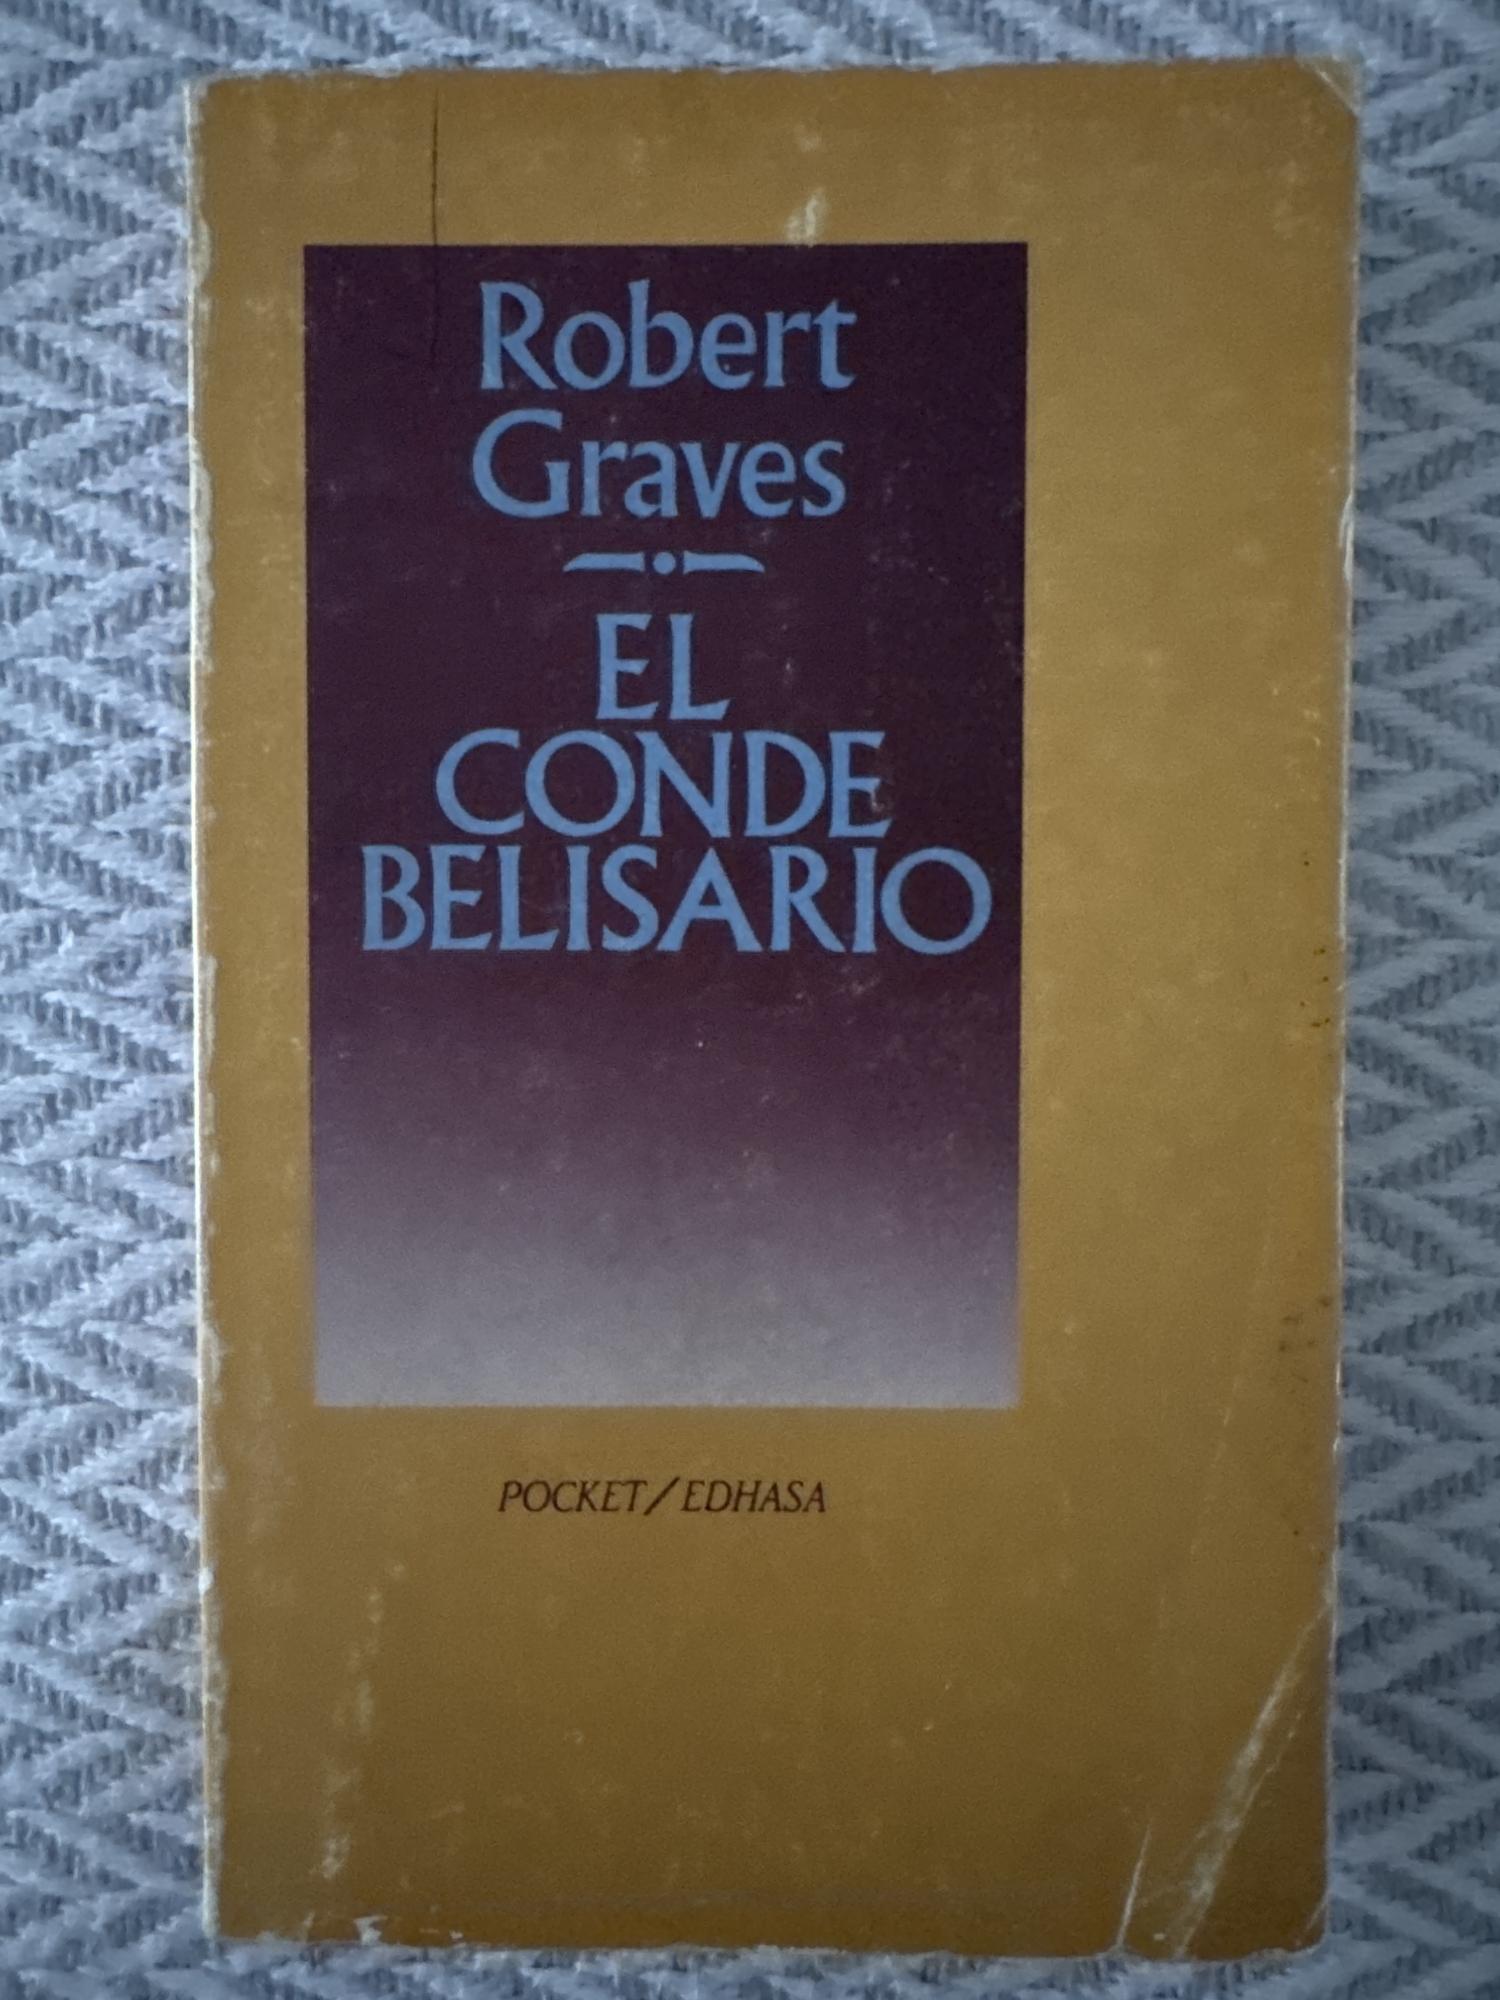 Robert
Graves
EL
CONDE
BELISARIO
POCKET/EDHASA